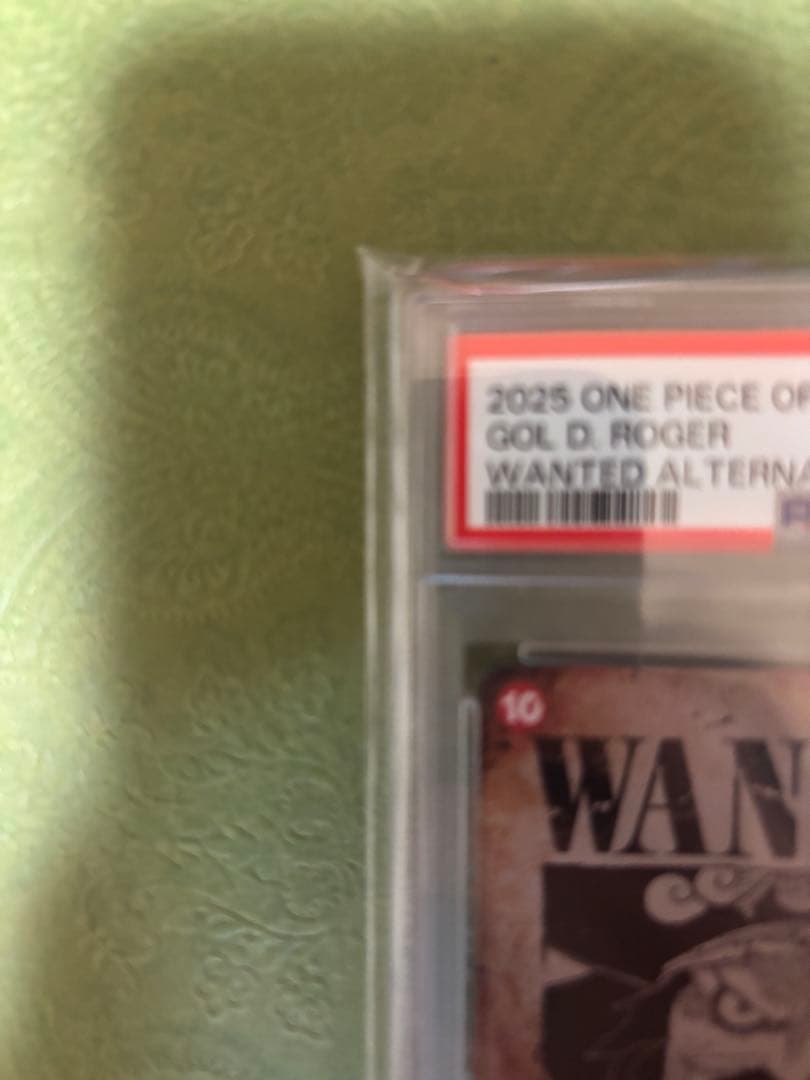 2025 ONE PIECE OP
GOL D. ROGER
WANTED ALTERNA
10
WAN